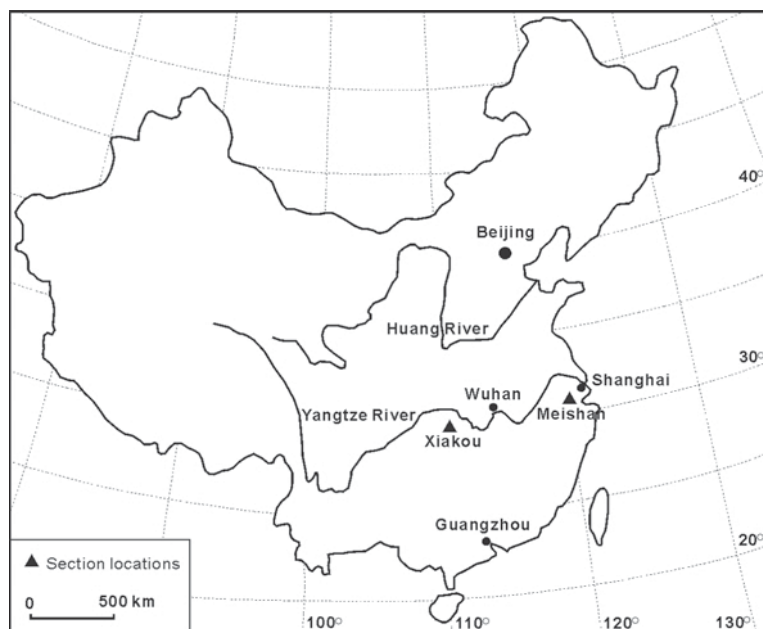 40°
Beijing
Huang River
30°
Shanghai
Wuhan
Meishan
Yangtze River
Xiakou
Guangzhou
20°
Section locations
0 500 km
100° 110° 120° 130°